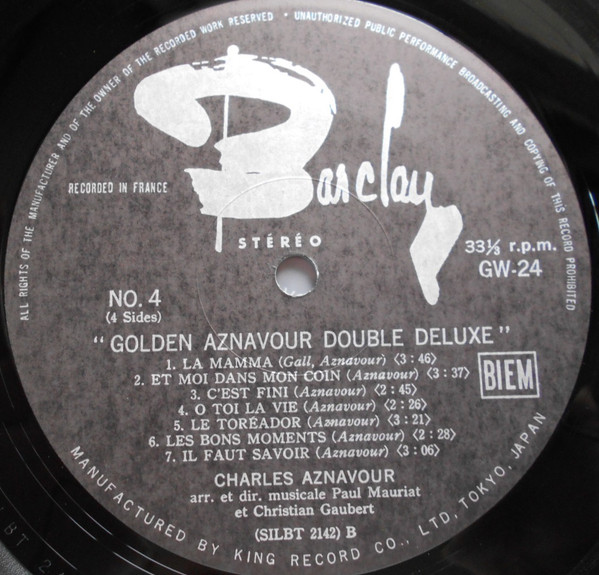 ALL RIGHTS OF THE MANUFACTURER AND OF THE OWNER OF THE RECORDED WORK RESERVED • UNAUTHORIZED PUBLIC PERFORMANCE BROADCASTING AND COPYING OF THIS RECORD PROHIBITED
Barclay
RECORDED IN FRANCE
STÉRÉO
33⅓ r.p.m.
GW-24
NO. 4
(4 Sides)
"GOLDEN AZNAVOUR DOUBLE DELUXE"
1. LA MAMMA (Gall, Aznavour) ⟨3:46⟩
2. ET MOI DANS MON COIN (Aznavour) ⟨3:37⟩
3. C'EST FINI (Aznavour) ⟨2:45⟩
4. O TOI LA VIE (Aznavour) ⟨2:26⟩
5. LE TORÉADOR (Aznavour) ⟨3:21⟩
6. LES BONS MOMENTS (Aznavour) ⟨2:28⟩
7. IL FAUT SAVOIR (Aznavour) ⟨3:06⟩
BIEM
CHARLES AZNAVOUR
arr. et dir. musicale Paul Mauriat
et Christian Gaubert
(SILBT 2142) B
MANUFACTURED BY KING RECORD CO., LTD, TOKYO, JAPAN